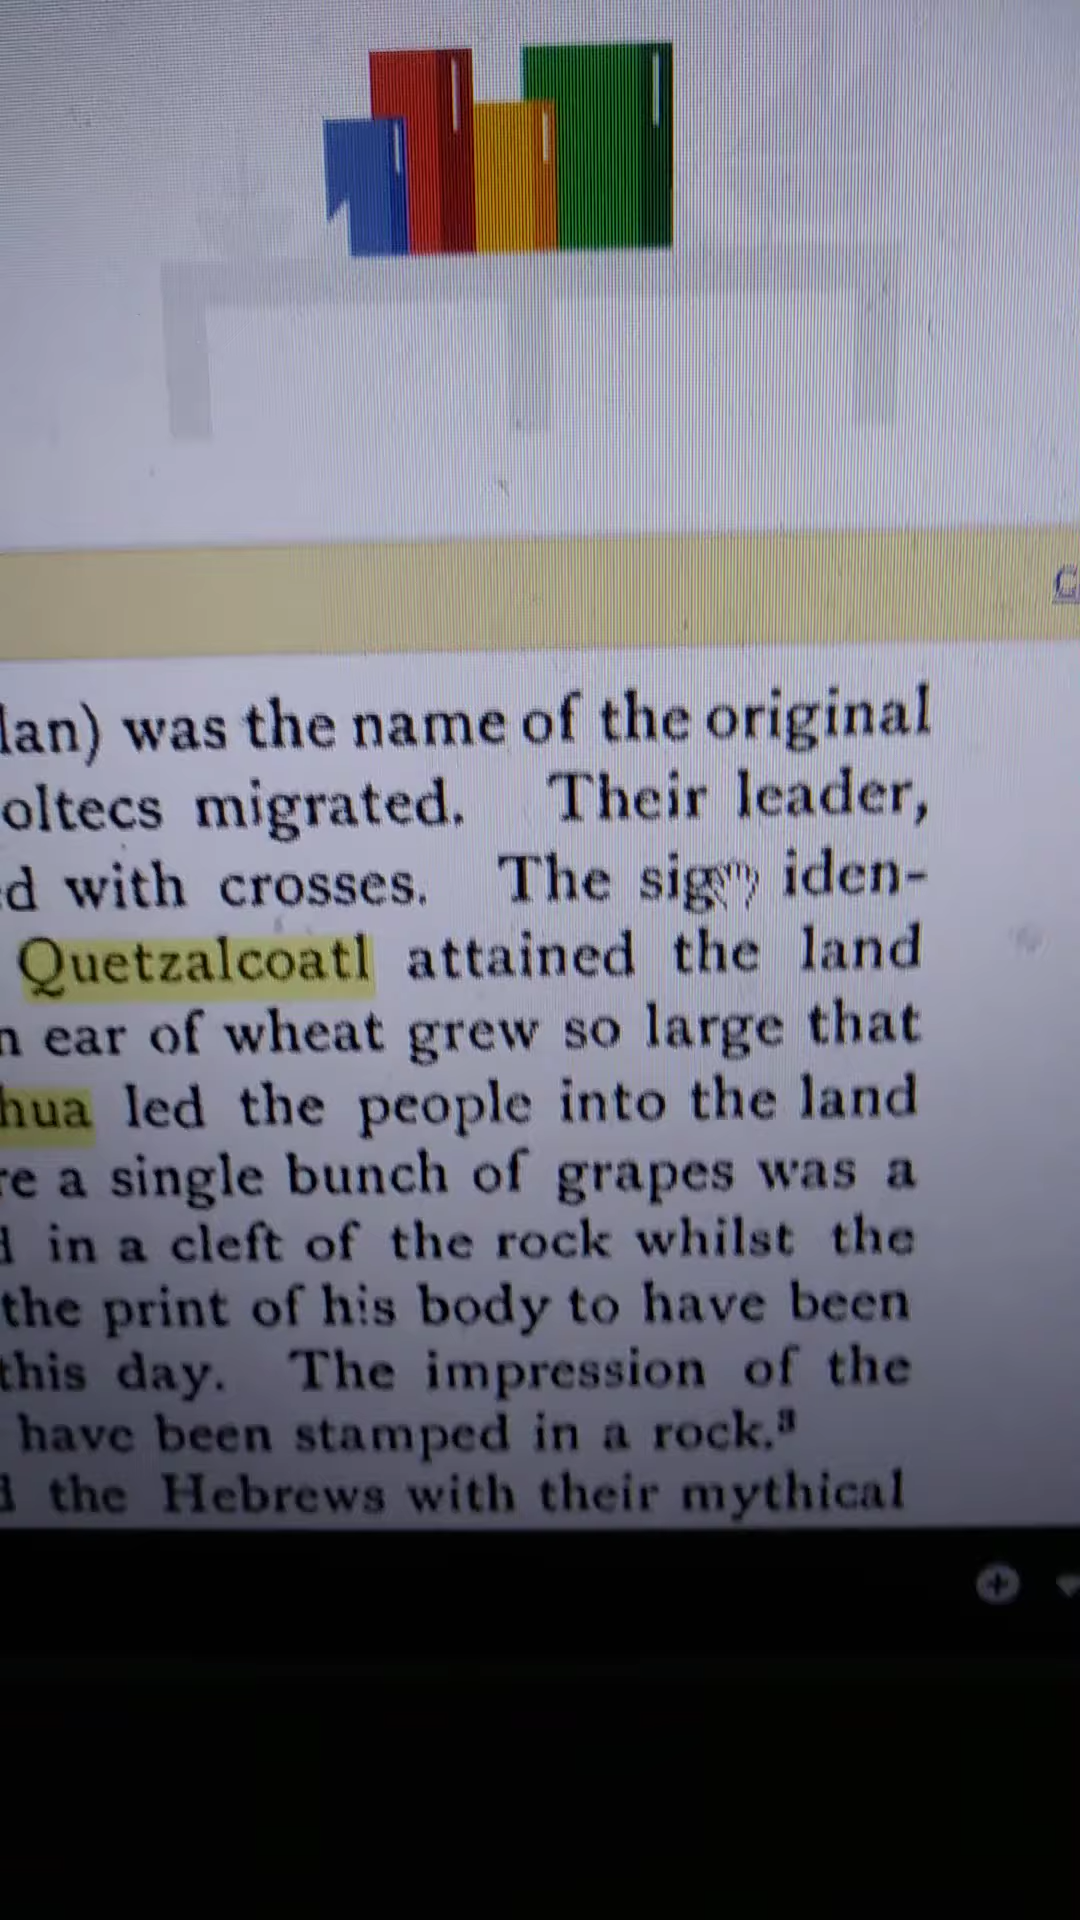 lan) was the name of the original
oltecs migrated. Their leader,
ed with crosses. The sign iden-
Quetzalcoatl attained the land
n ear of wheat grew so large that
hua led the people into the land
re a single bunch of grapes was a
d in a cleft of the rock whilst the
the print of his body to have been
this day. The impression of the
have been stamped in a rock.³
d the Hebrews with their mythical